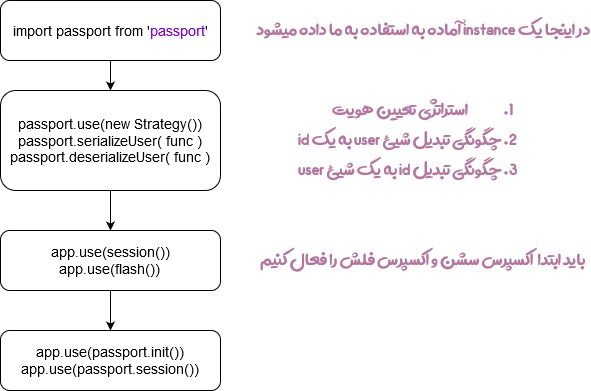 import passport from 'passport'
در اینجا یک instance آماده به استفاده به ما داده میشود
passport.use(new Strategy())
passport.serializeUser( func )
passport.deserializeUser( func )
1. استراتژی تعیین هویت
2. چگونگی تبدیل شیئ user به یک id
3. چگونگی تبدیل id به یک شیئ user
app.use(session())
app.use(flash())
باید ابتدا اکسپرس سشن و اکسپرس فلش را فعال کنیم
app.use(passport.init())
app.use(passport.session())